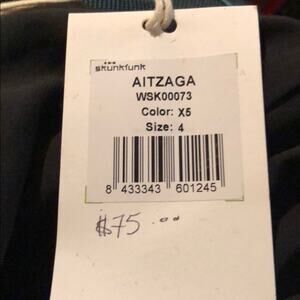 skunkfunk
AITZAGA
WSK00073
Color: X5
Size: 4
8 433343 601245
$75.00